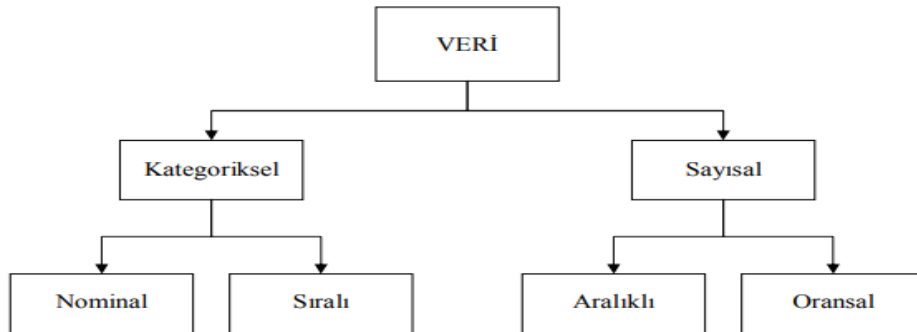 VERİ
Kategoriksel
Sayısal
Nominal
Sıralı
Aralıklı
Oransal